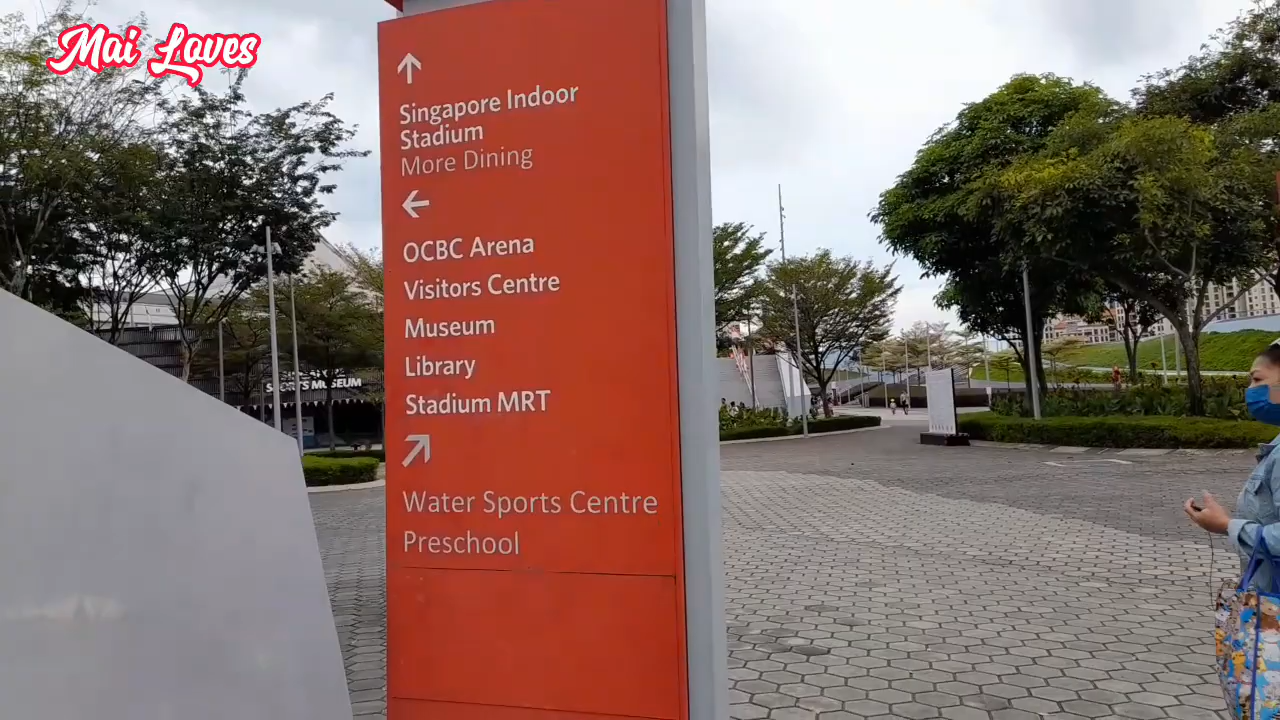 Mai Loves
Singapore Indoor
Stadium
More Dining
OCBC Arena
Visitors Centre
Museum
Library
Stadium MRT
Water Sports Centre
Preschool
SPORTS MUSEUM